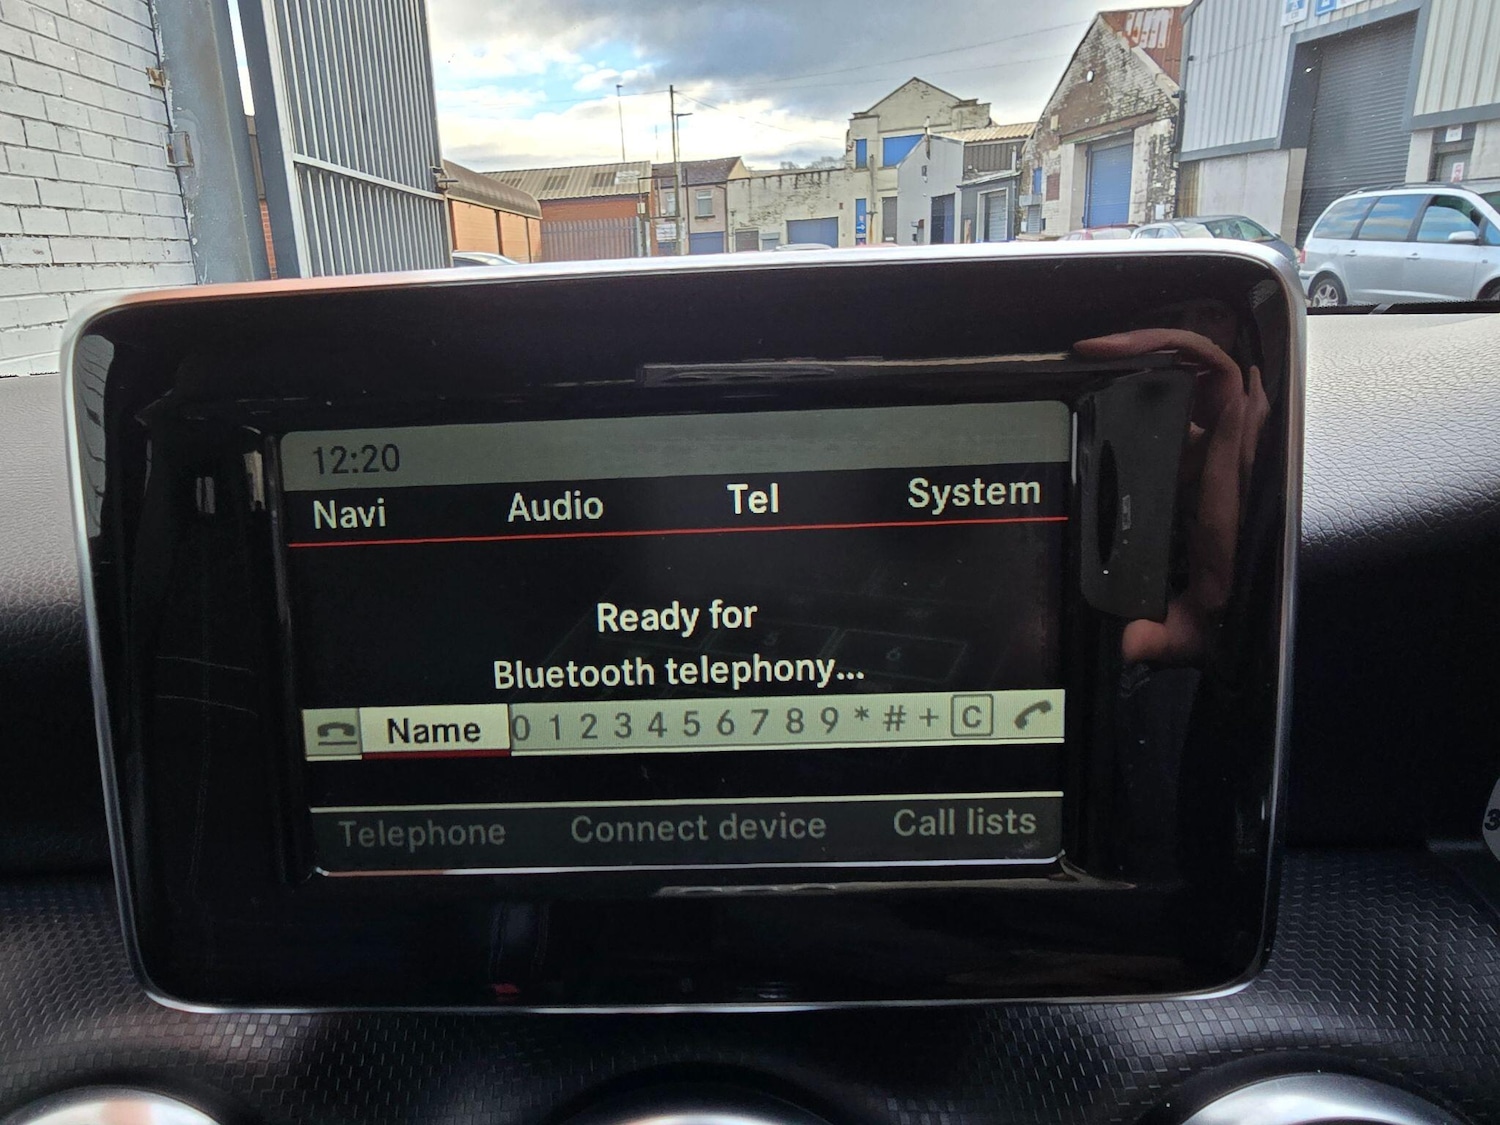 12:20
Navi Audio Tel System
Ready for
Bluetooth telephony...
Name 0 1 2 3 4 5 6 7 8 9 * # + C
Telephone Connect device Call lists